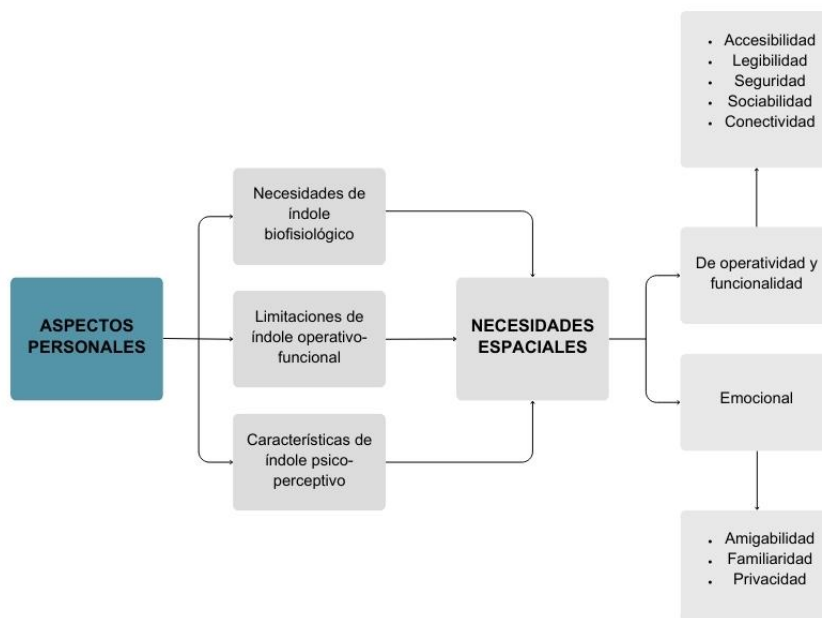 ASPECTOS
PERSONALES
Necesidades de
índole
biofisiológico
Limitaciones de
índole operativo-
funcional
Característícas de
índole psico-
perceptivo
NECESIDADES
ESPACIALES
• Accesibilidad
• Legibilidad
• Seguridad
• Sociabilidad
• Conectividad
De operatividad y
funcionalidad
Emocional
• Amigabilidad
• Familiaridad
• Privacidad